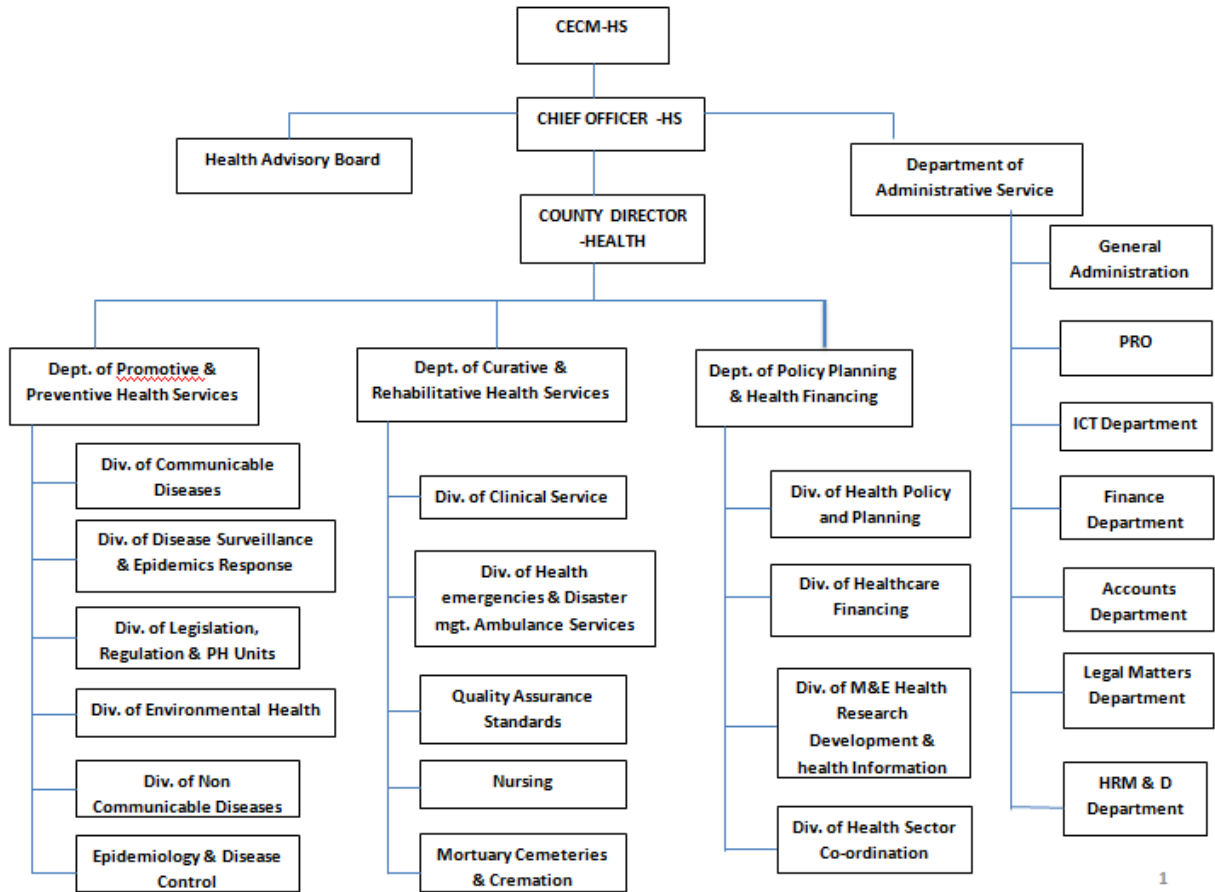 CECM-HS
CHIEF OFFICER -HS
Health Advisory Board
Department of
Administrative Service
COUNTY DIRECTOR
-HEALTH
General
Administration
PRO
ICT Department
Finance
Department
Accounts
Department
Legal Matters
Department
HRM & D
Department
Dept. of Promotive &
Preventive Health Services
Div. of Communicable
Diseases
Div. of Disease Surveillance
& Epidemics Response
Div. of Legislation,
Regulation & PH Units
Div. of Environmental Health
Div. of Non
Communicable Diseases
Epidemiology & Disease
Control
Dept. of Curative &
Rehabilitative Health Services
Div. of Clinical Service
Div. of Health
emergencies & Disaster
mgt. Ambulance Services
Quality Assurance
Standards
Nursing
Mortuary Cemeteries
& Cremation
Dept. of Policy Planning
& Health Financing
Div. of Health Policy
and Planning
Div. of Healthcare
Financing
Div. of M&E Health
Research
Development &
health Information
Div. of Health Sector
Co-ordination
1